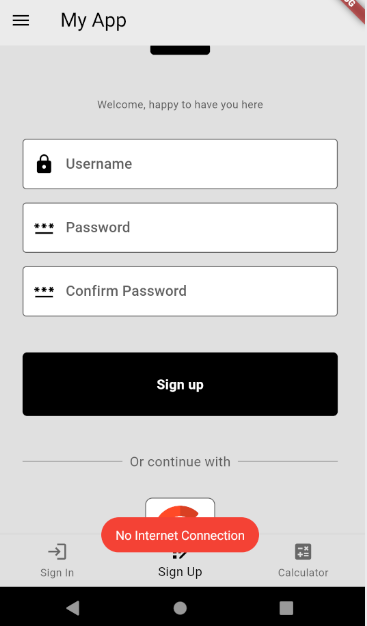 My App
Welcome, happy to have you here
Username
Password
Confirm Password
Sign up
Or continue with
No Internet Connection
Sign In
Sign Up
Calculator